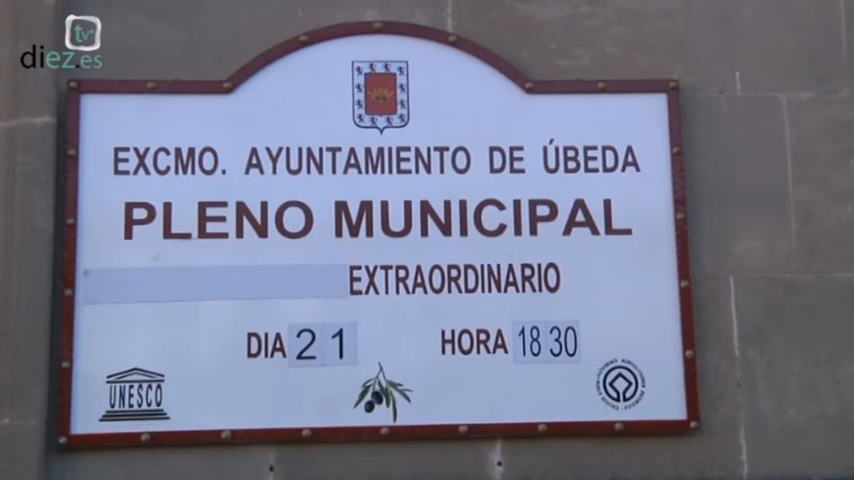 tv
diez.es
EXCMO. AYUNTAMIENTO DE ÚBEDA
PLENO MUNICIPAL
EXTRAORDINARIO
DIA 21 HORA 18 30
UNESCO